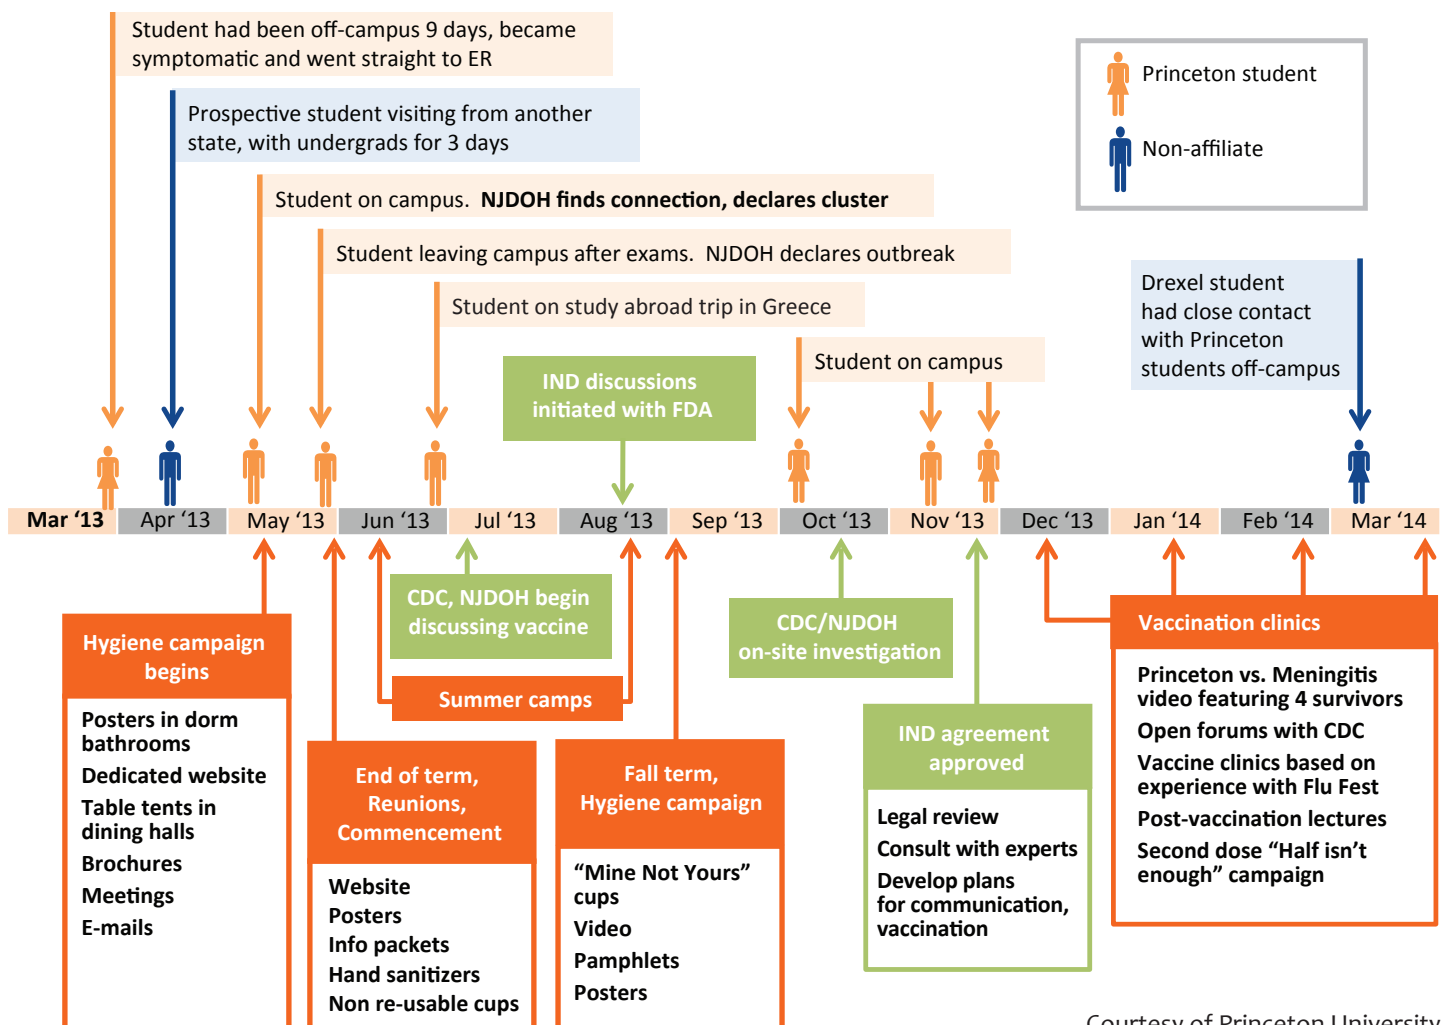 Student had been off-campus 9 days, became
symptomatic and went straight to ER
Prospective student visiting from another
state, with undergrads for 3 days
Student on campus.  NJDOH finds connection, declares cluster
Student leaving campus after exams.  NJDOH declares outbreak
Student on study abroad trip in Greece
Student on campus
Princeton student
Non-affiliate
Drexel student
had close contact
with Princeton
students off-campus
IND discussions
initiated with FDA
Mar ‘13
Apr ‘13
May ‘13
Jun ‘13
Jul ‘13
Aug ‘13
Sep ‘13
Oct ‘13
Nov ‘13
Dec ‘13
Jan ‘14
Feb ‘14
Mar ‘14
Hygiene campaign
begins
Posters in dorm
bathrooms
Dedicated website
Table tents in
dining halls
Brochures
Meetings
E-mails
CDC, NJDOH begin
discussing vaccine
Summer camps
End of term,
Reunions,
Commencement
Website
Posters
Info packets
Hand sanitizers
Non re-usable cups
Fall term,
Hygiene campaign
“Mine Not Yours”
cups
Video
Pamphlets
Posters
CDC/NJDOH
on-site investigation
IND agreement
approved
Legal review
Consult with experts
Develop plans
for communication,
vaccination
Vaccination clinics
Princeton vs. Meningitis
video featuring 4 survivors
Open forums with CDC
Vaccine clinics based on
experience with Flu Fest
Post-vaccination lectures
Second dose “Half isn’t
enough” campaign
Courtesy of Princeton University